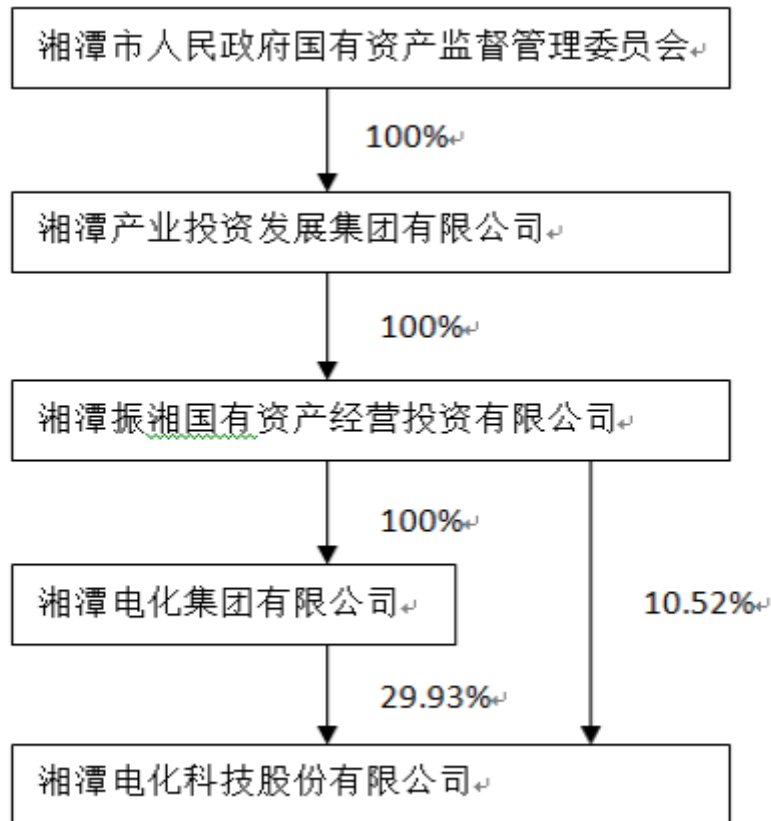 湘潭市人民政府国有资产监督管理委员会
100%
湘潭产业投资发展集团有限公司
100%
湘潭振湘国有资产经营投资有限公司
100%
湘潭电化集团有限公司
10.52%
29.93%
湘潭电化科技股份有限公司